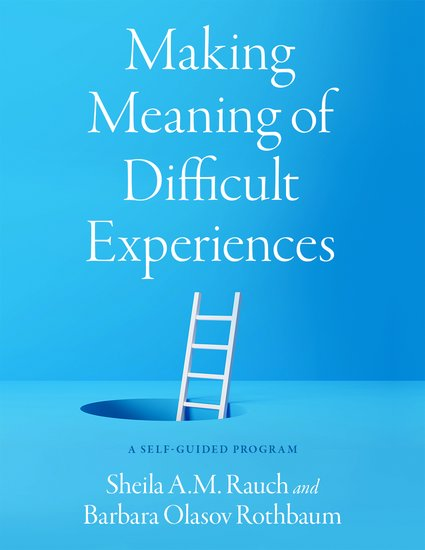 Making
Meaning of
Difficult
Experiences
A SELF-GUIDED PROGRAM
Sheila A.M. Rauch and
Barbara Olasov Rothbaum